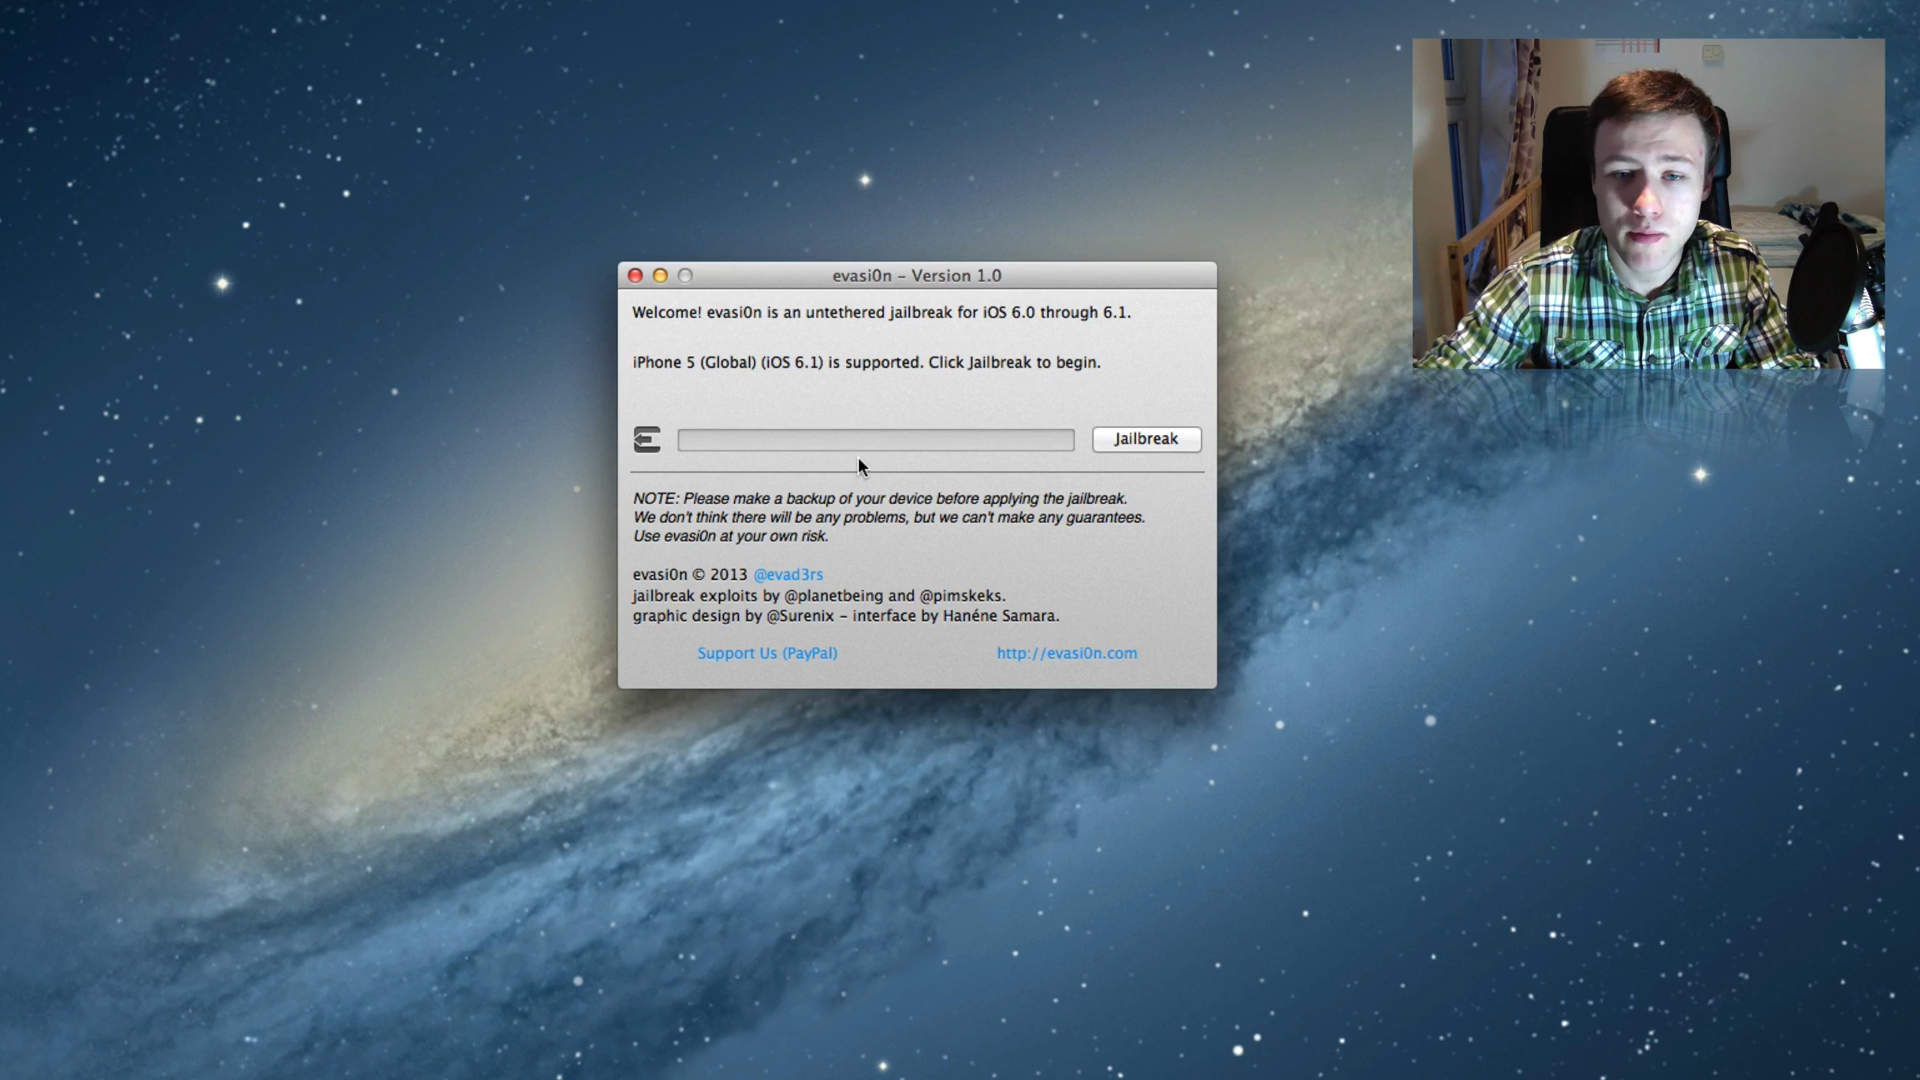 evasi0n – Version 1.0
Welcome! evasi0n is an untethered jailbreak for iOS 6.0 through 6.1.
iPhone 5 (Global) (iOS 6.1) is supported. Click Jailbreak to begin.
Jailbreak
NOTE: Please make a backup of your device before applying the jailbreak.
We don't think there will be any problems, but we can't make any guarantees.
Use evasi0n at your own risk.
evasi0n © 2013 @evad3rs
jailbreak exploits by @planetbeing and @pimskeks.
graphic design by @Surenix – interface by Hanéne Samara.
Support Us (PayPal) http://evasi0n.com